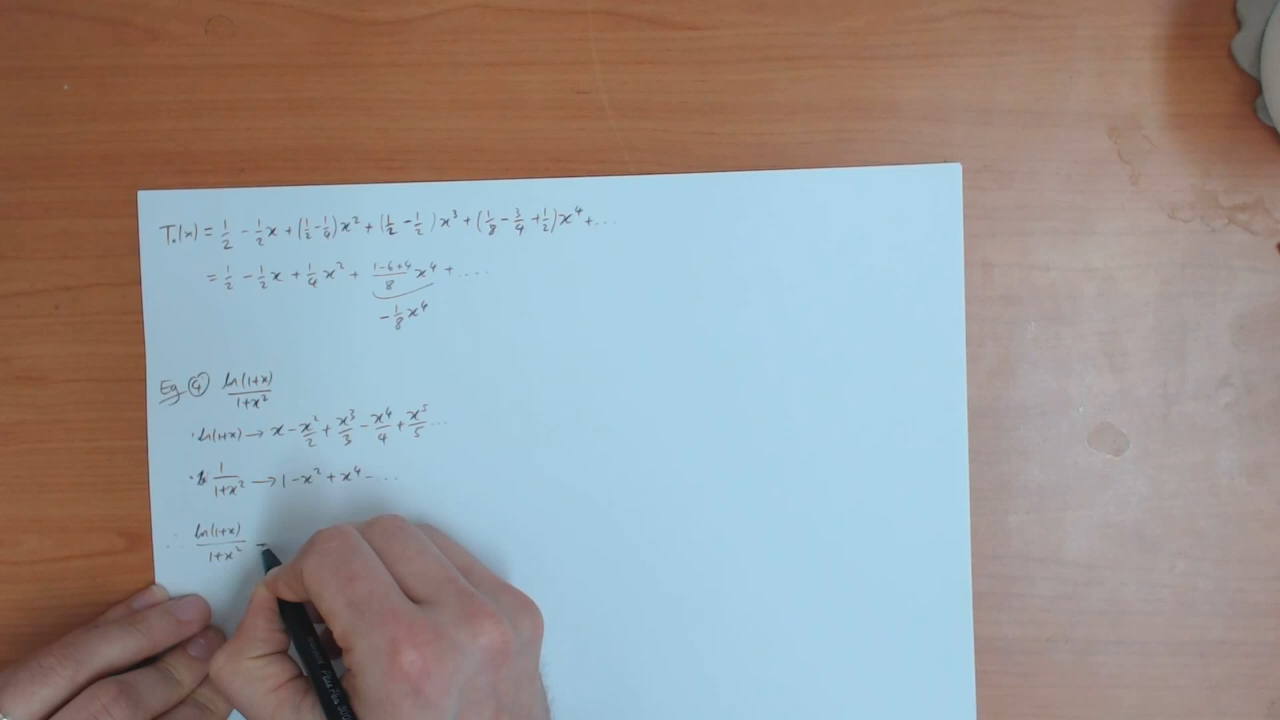 T₀(x) = 1/2 - 1/2 x + (1/2 - 1/4)x² + (1/2 - 1/2)x³ + (1/8 - 3/4 + 1/2)x⁴ + ...
= 1/2 - 1/2 x + 1/4 x² + (1-6+4)/8 x⁴ + ....
-1/8 x⁴
Eg ④ ln(1+x)/(1+x²)
· ln(1+x) → x - x²/2 + x³/3 - x⁴/4 + x⁵/5 ...
· 1/(1+x²) → 1 - x² + x⁴ - ...
∴ ln(1+x)/(1+x²)